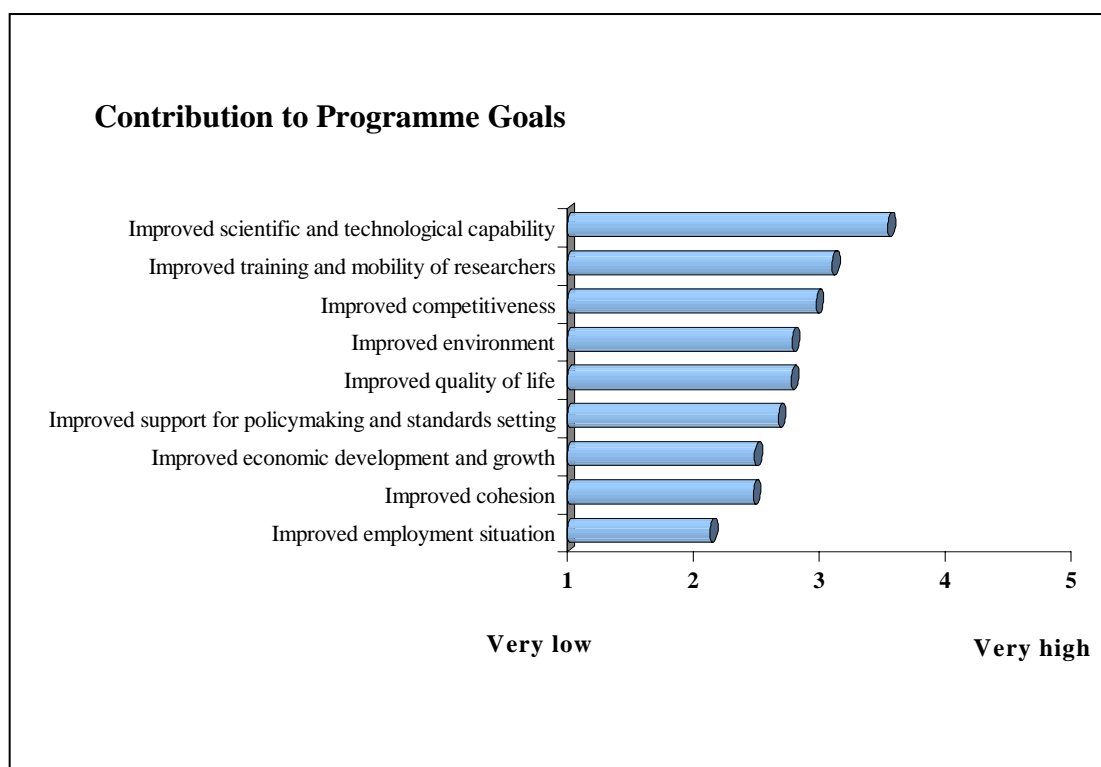 Contribution to Programme Goals
Improved scientific and technological capability
Improved training and mobility of researchers
Improved competitiveness
Improved environment
Improved quality of life
Improved support for policymaking and standards setting
Improved economic development and growth
Improved cohesion
Improved employment situation
1 2 3 4 5
Very low Very high